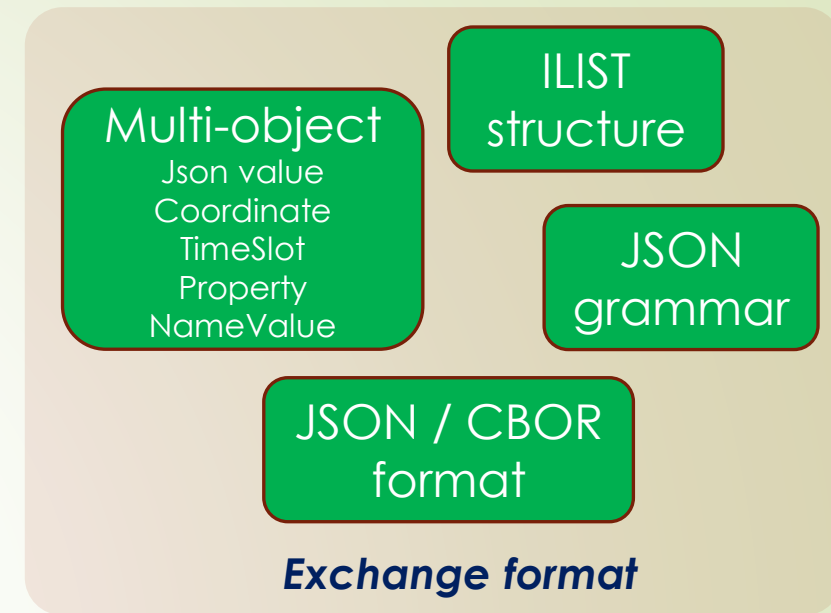 Multi-object
Json value
Coordinate
TimeSlot
Property
NameValue
ILIST
structure
JSON
grammar
JSON / CBOR
format
Exchange format